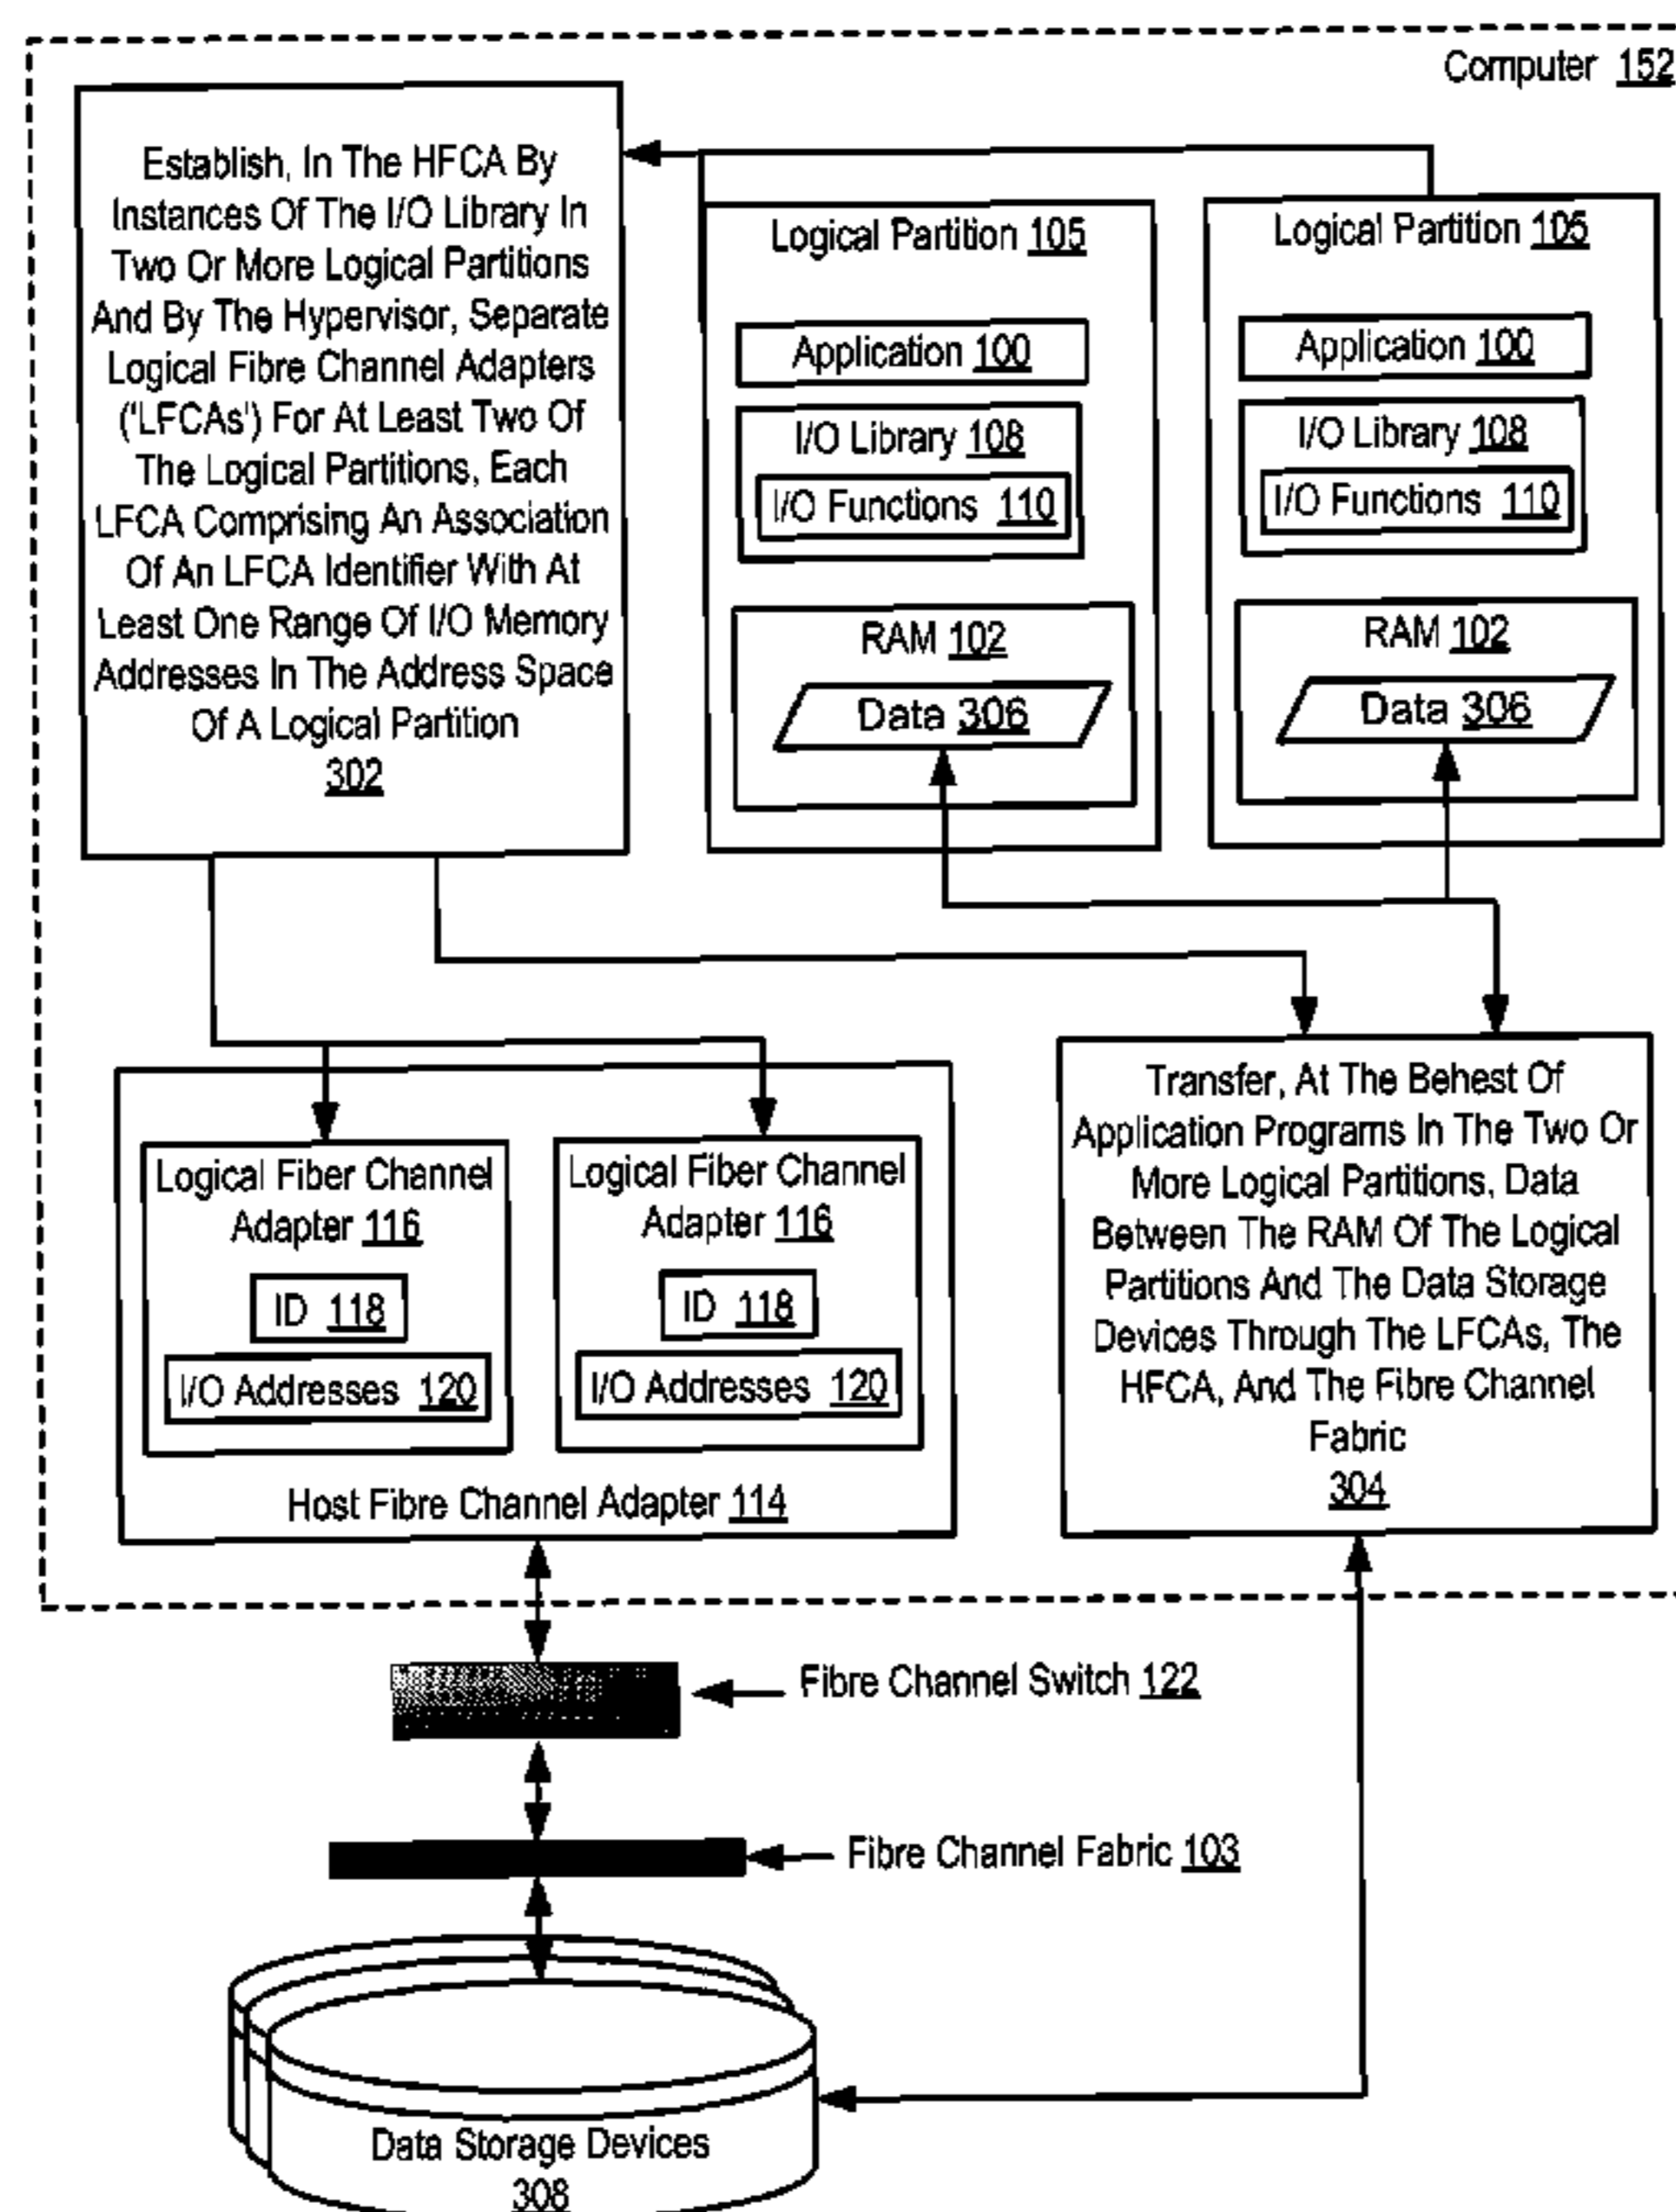 Computer 152
Establish, In The HFCA By
Instances Of The I/O Library In
Two Or More Logical Partitions
And By The Hypervisor, Separate
Logical Fibre Channel Adapters
('LFCAs') For At Least Two Of
The Logical Partitions, Each
LFCA Comprising An Association
Of An LFCA Identifier With At
Least One Range Of I/O Memory
Addresses In The Address Space
Of A Logical Partition
302
Logical Partition 105
Application 100
I/O Library 108
I/O Functions 110
RAM 102
Data 306
Logical Partition 105
Application 100
I/O Library 108
I/O Functions 110
RAM 102
Data 306
Logical Fiber Channel
Adapter 116
ID 118
I/O Addresses 120
Logical Fiber Channel
Adapter 116
ID 118
I/O Addresses 120
Host Fibre Channel Adapter 114
Transfer, At The Behest Of
Application Programs In The Two Or
More Logical Partitions, Data
Between The RAM Of The Logical
Partitions And The Data Storage
Devices Through The LFCAs, The
HFCA, And The Fibre Channel
Fabric
304
Fibre Channel Switch 122
Fibre Channel Fabric 103
Data Storage Devices
308